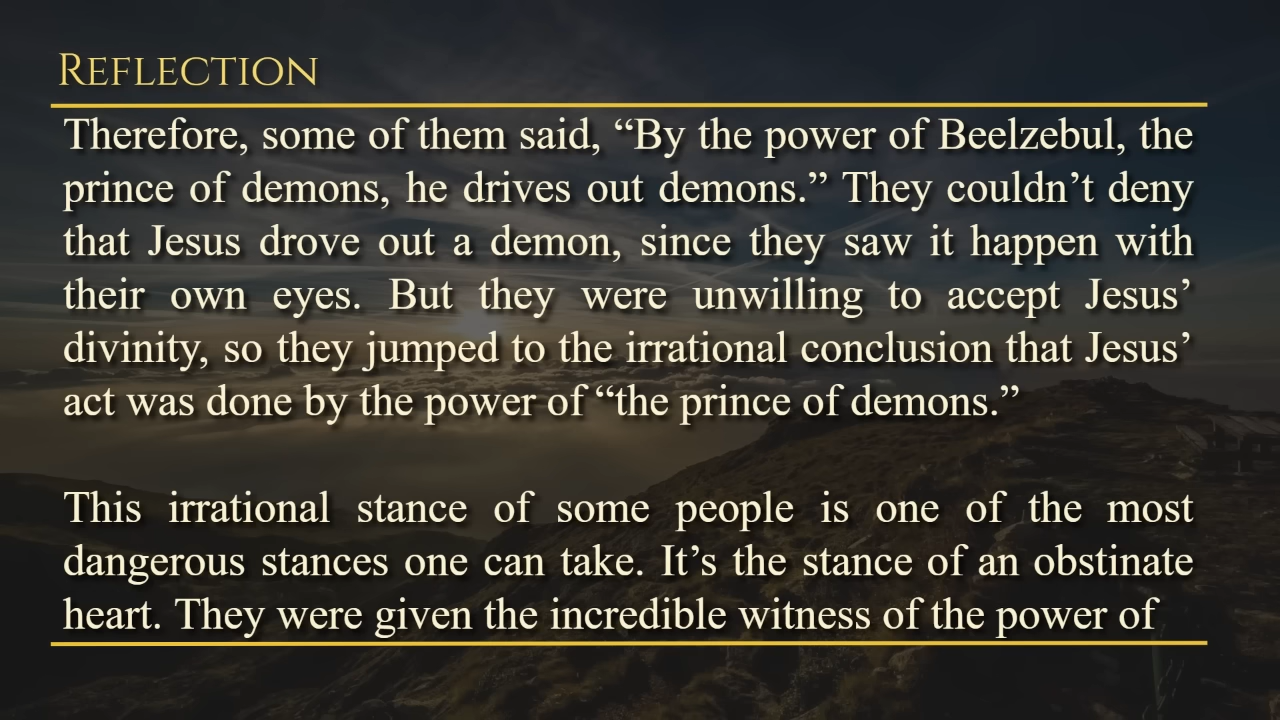 Reflection
Therefore, some of them said, “By the power of Beelzebul, the
prince of demons, he drives out demons.” They couldn’t deny
that Jesus drove out a demon, since they saw it happen with
their own eyes. But they were unwilling to accept Jesus’
divinity, so they jumped to the irrational conclusion that Jesus’
act was done by the power of “the prince of demons.”
This irrational stance of some people is one of the most
dangerous stances one can take. It’s the stance of an obstinate
heart. They were given the incredible witness of the power of